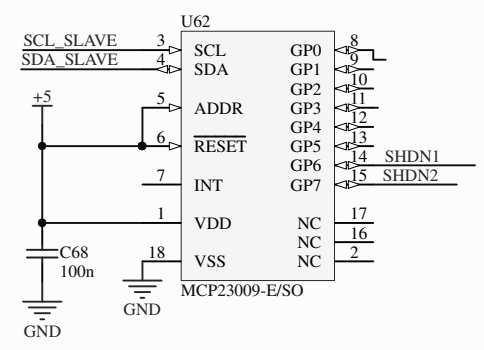 U62
SCL_SLAVE 3 SCL GP0 8
SDA_SLAVE 4 SDA GP1 9
GP2 10
+5 5 ADDR GP3 11
GP4 12
6 RESET GP5 13
GP6 14 SHDN1
7 INT GP7 15 SHDN2
1 VDD NC 17
NC 16
C68 18 VSS NC 2
100n
MCP23009-E/SO
GND
GND